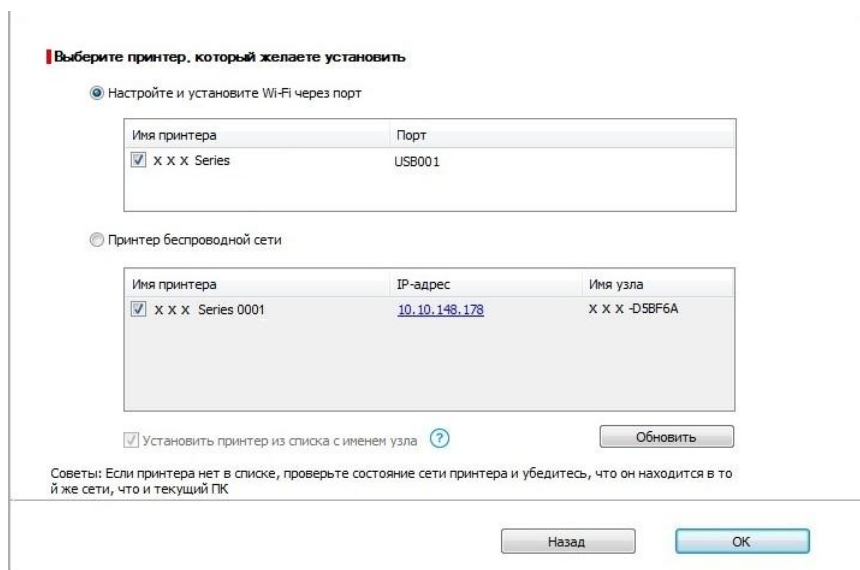 Выберите принтер, который желаете установить
Настройте и установите Wi-Fi через порт
Имя принтера Порт
X X X Series USB001
Принтер беспроводной сети
Имя принтера IP-адрес Имя узла
X X X Series 0001 10.10.148.178 X X X -D5BF6A
Установить принтер из списка с именем узла ? Обновить
Советы: Если принтера нет в списке, проверьте состояние сети принтера и убедитесь, что он находится в то
й же сети, что и текущий ПК
Назад OK